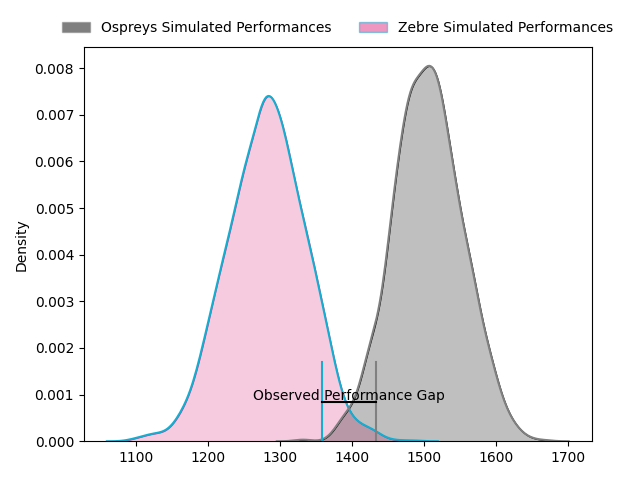 Ospreys Simulated Performances Zebre Simulated Performances
0.008
0.007
0.006
0.005
0.004
0.003
0.002
0.001
0.000
Density
Observed Performance Gap
1100 1200 1300 1400 1500 1600 1700